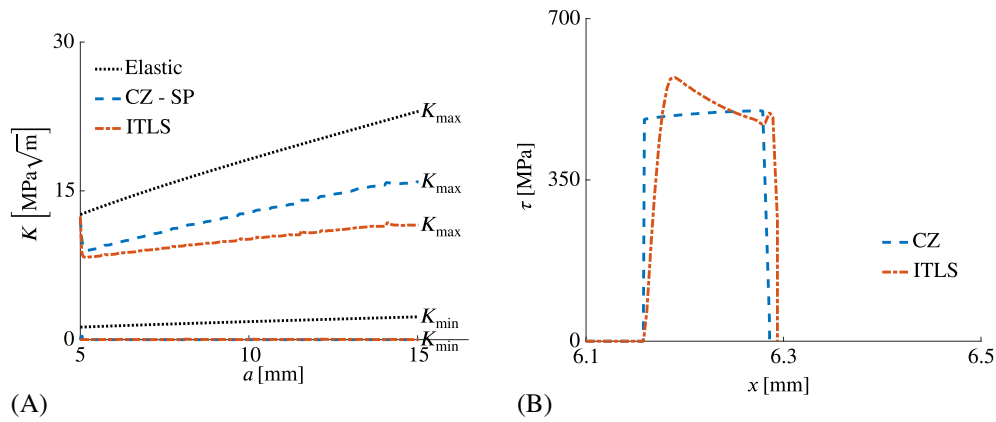 30
Elastic
CZ - SP
ITLS
K [MPa√m]
15
0
K_max
K_max
K_max
K_min
K_min
5
10
15
a [mm]
(A)
700
τ [MPa]
350
0
CZ
ITLS
6.1
6.3
6.5
x [mm]
(B)